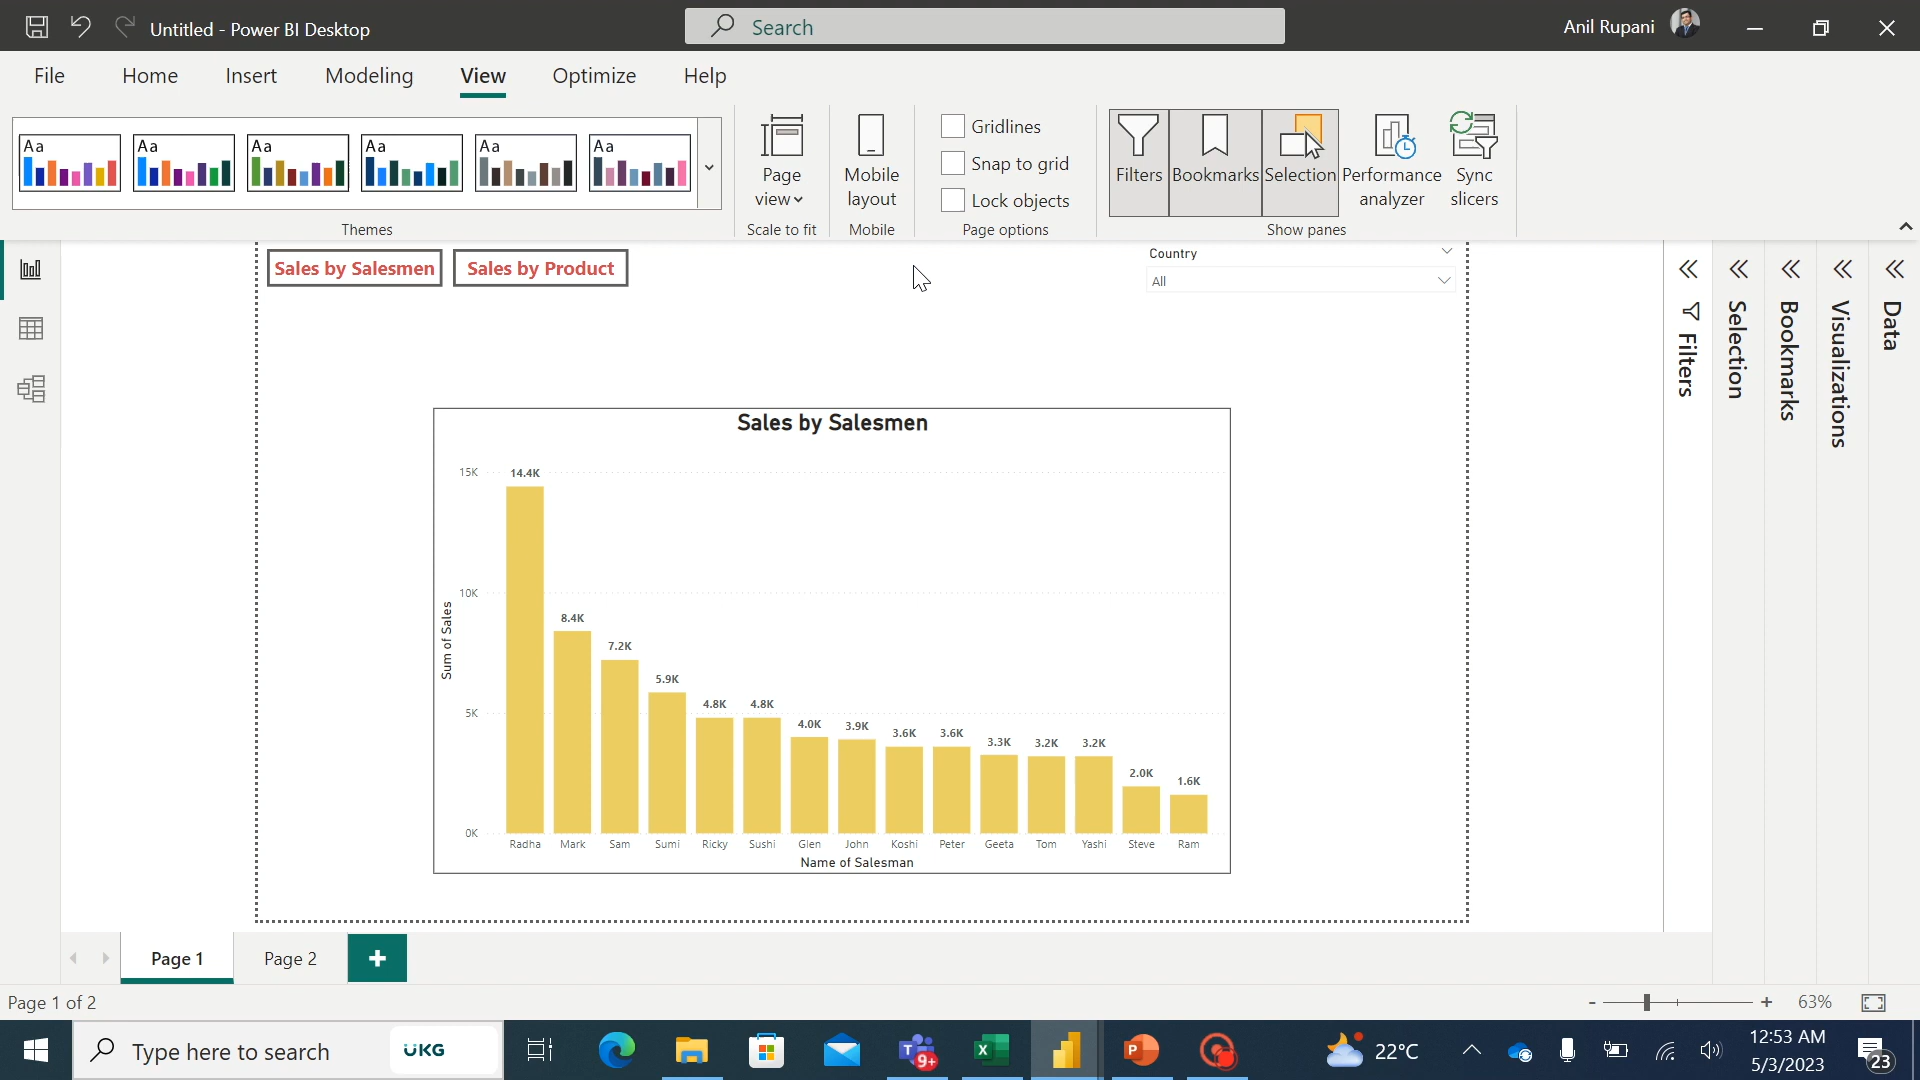 Untitled - Power BI Desktop
Search
Anil Rupani
File Home Insert Modeling View Optimize Help
Aa Aa Aa Aa Aa Aa
Page view
Mobile layout
Gridlines
Snap to grid
Lock objects
Filters Bookmarks Selection Performance analyzer Sync slicers
Themes Scale to fit Mobile Page options Show panes
Sales by Salesmen Sales by Product
Country
All
Filters
Selection
Bookmarks
Visualizations
Data
Sales by Salesmen
15K
10K
5K
0K
Sum of Sales
14.4K 8.4K 7.2K 5.9K 4.8K 4.8K 4.0K 3.9K 3.6K 3.6K 3.3K 3.2K 3.2K 2.0K 1.6K
Radha Mark Sam Sumi Ricky Sushi Glen John Koshi Peter Geeta Tom Yashi Steve Ram
Name of Salesman
Page 1 Page 2 +
Page 1 of 2
- + 63%
Type here to search
UKG
9+
22°C
12:53 AM
5/3/2023
23